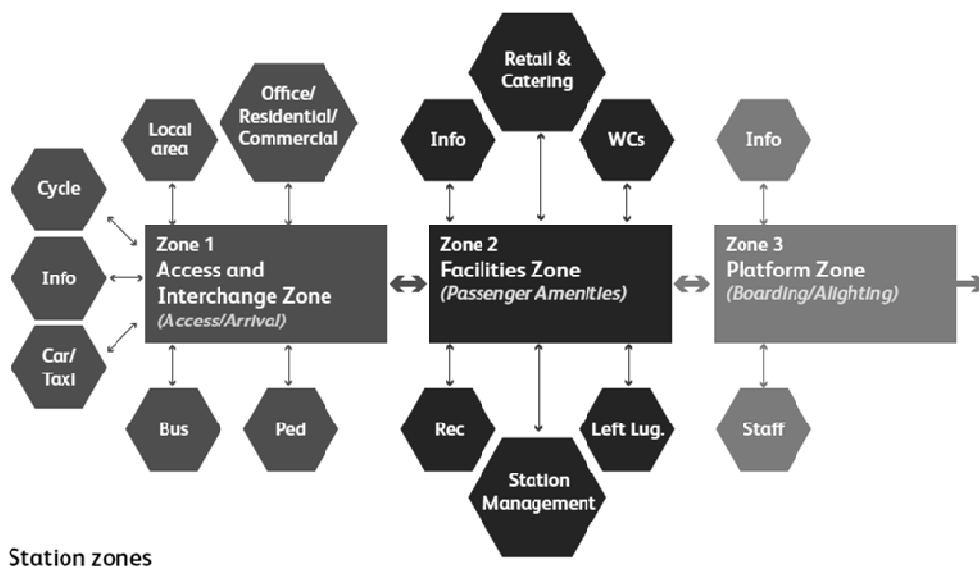 Retail &
Catering
Office/
Residential/
Commercial
Local
area
Info
WCs
Info
Cycle
Info
Car/
Taxi
Zone 1
Access and
Interchange Zone
(Access/Arrival)
Zone 2
Facilities Zone
(Passenger Amenities)
Zone 3
Platform Zone
(Boarding/Alighting)
Bus
Ped
Rec
Left Lug.
Staff
Station
Management
Station zones